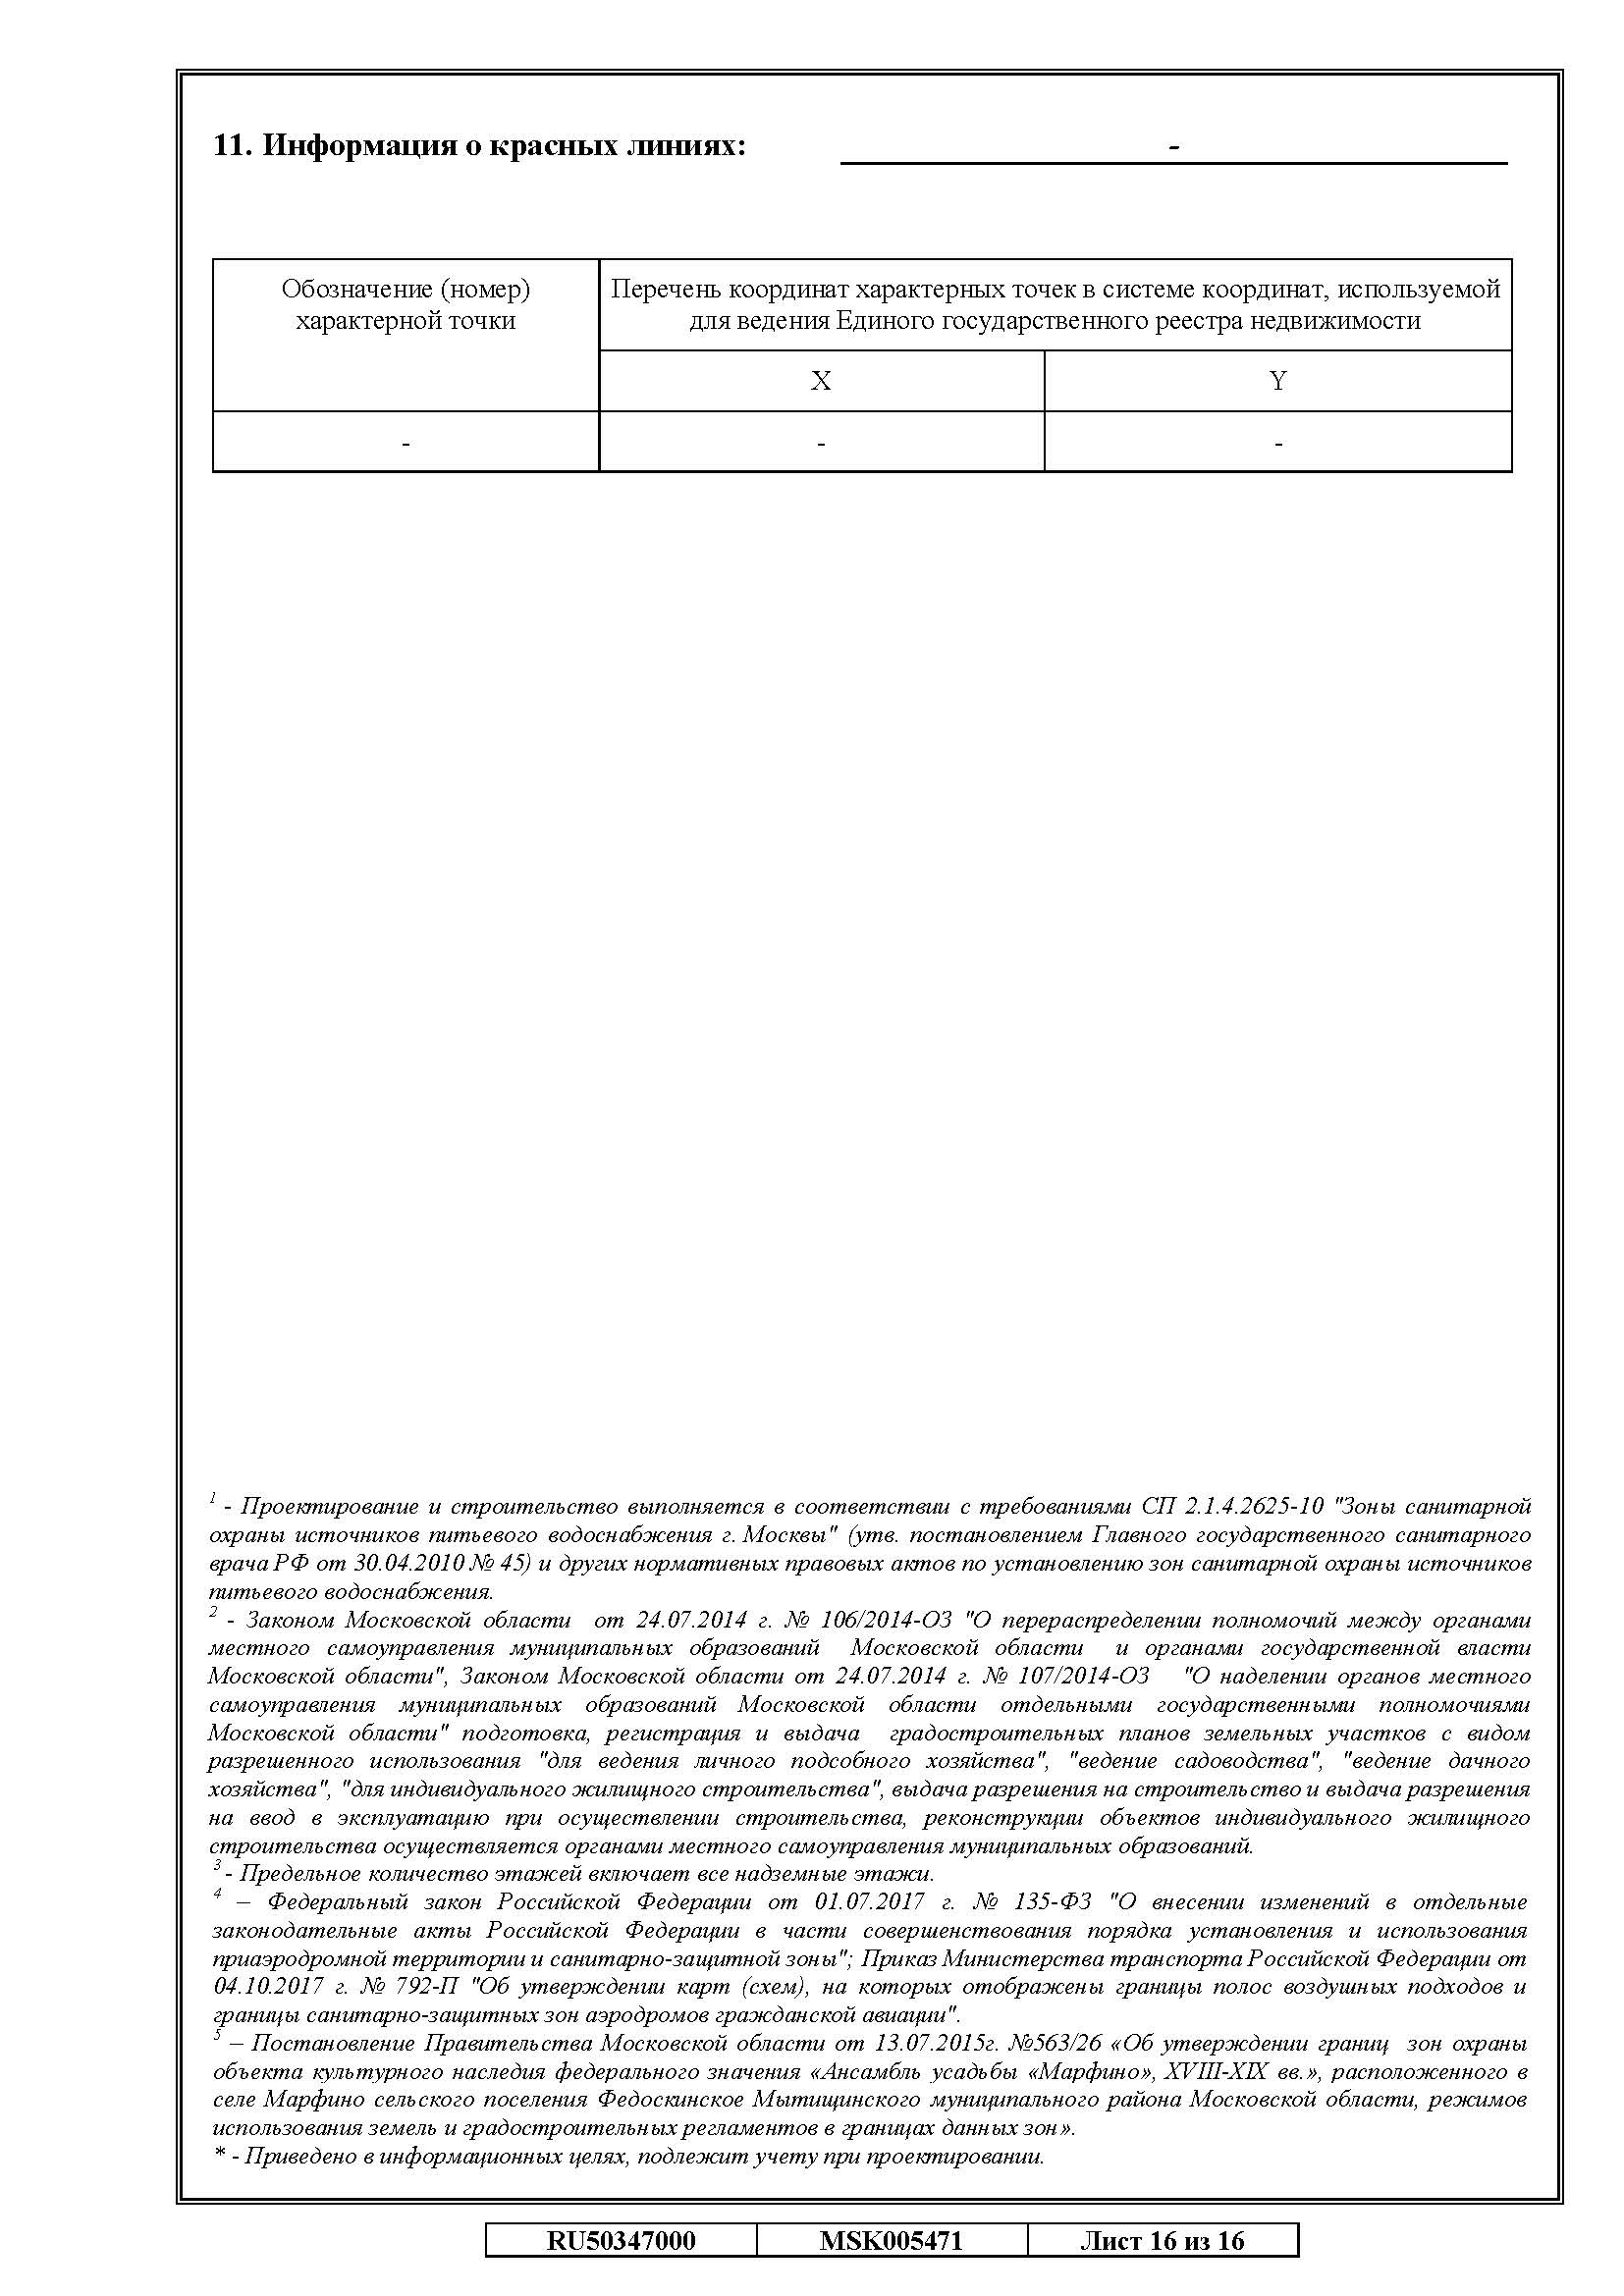 11. Информация о красных линиях: -
Обозначение (номер)
характерной точки
Перечень координат характерных точек в системе координат, используемой
для ведения Единого государственного реестра недвижимости
X Y
- - -
1 - Проектирование и строительство выполняется в соответствии с требованиями СП 2.1.4.2625-10 "Зоны санитарной
охраны источников питьевого водоснабжения г. Москвы" (утв. постановлением Главного государственного санитарного
врача РФ от 30.04.2010 № 45) и других нормативных правовых актов по установлению зон санитарной охраны источников
питьевого водоснабжения.
2 - Законом Московской области от 24.07.2014 г. № 106/2014-ОЗ "О перераспределении полномочий между органами
местного самоуправления муниципальных образований Московской области и органами государственной власти
Московской области", Законом Московской области от 24.07.2014 г. № 107/2014-ОЗ "О наделении органов местного
самоуправления муниципальных образований Московской области отдельными государственными полномочиями
Московской области" подготовка, регистрация и выдача градостроительных планов земельных участков с видом
разрешенного использования "для ведения личного подсобного хозяйства", "ведение садоводства", "ведение дачного
хозяйства", "для индивидуального жилищного строительства", выдача разрешения на строительство и выдача разрешения
на ввод в эксплуатацию при осуществлении строительства, реконструкции объектов индивидуального жилищного
строительства осуществляется органами местного самоуправления муниципальных образований.
3 - Предельное количество этажей включает все надземные этажи.
4 – Федеральный закон Российской Федерации от 01.07.2017 г. № 135-ФЗ "О внесении изменений в отдельные
законодательные акты Российской Федерации в части совершенствования порядка установления и использования
приаэродромной территории и санитарно-защитной зоны"; Приказ Министерства транспорта Российской Федерации от
04.10.2017 г. № 792-П "Об утверждении карт (схем), на которых отображены границы полос воздушных подходов и
границы санитарно-защитных зон аэродромов гражданской авиации".
5 – Постановление Правительства Московской области от 13.07.2015г. №563/26 «Об утверждении границ зон охраны
объекта культурного наследия федерального значения «Ансамбль усадьбы «Марфино», XVIII-XIX вв.», расположенного в
селе Марфино сельского поселения Федоскинское Мытищинского муниципального района Московской области, режимов
использования земель и градостроительных регламентов в границах данных зон».
* - Приведено в информационных целях, подлежит учету при проектировании.
RU50347000 MSK005471 Лист 16 из 16